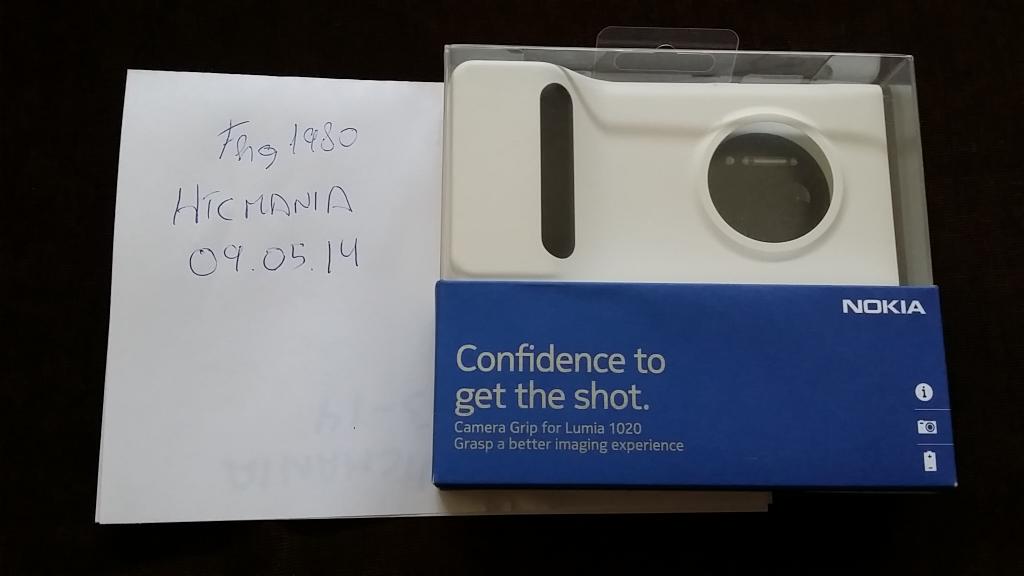 Fhg1980
HTCMANIA
09.05.14
NOKIA
Confidence to
get the shot.
Camera Grip for Lumia 1020
Grasp a better imaging experience